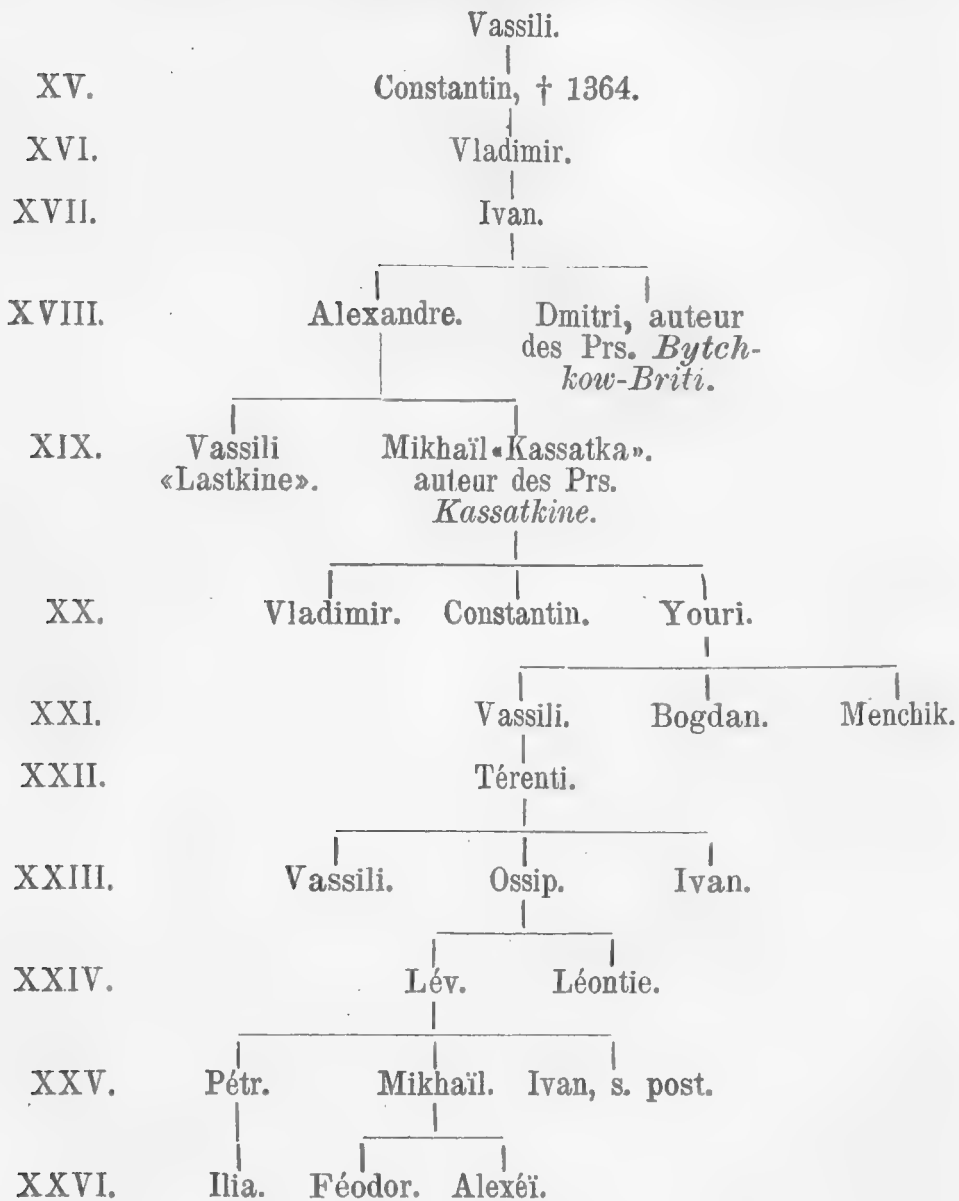 Vassili.
XV. Constantin, † 1364.
XVI. Vladimir.
XVII. Ivan.
XVIII. Alexandre. Dmitri, auteur
des Prs. Bytch-
kow-Briti.
XIX. Vassili Mikhaïl «Kassatka».
«Lastkine». auteur des Prs.
Kassatkine.
XX. Vladimir. Constantin. Youri.
XXI. Vassili. Bogdan. Menchik.
XXII. Térenti.
XXIII. Vassili. Ossip. Ivan.
XXIV. Lév. Léontie.
XXV. Pétr. Mikhaïl. Ivan, s. post.
XXVI. Ilia. Féodor. Alexéï.